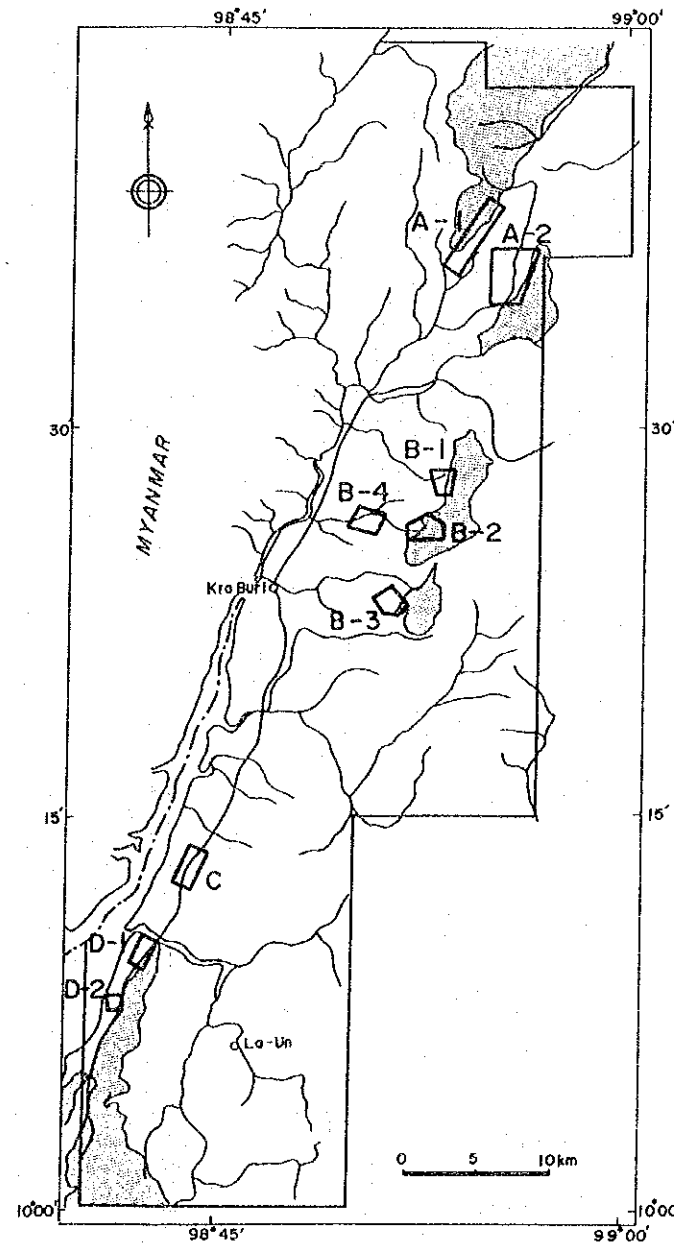 98°45'
99°00'
A-1
A-2
30'
30'
B-1
MYANMAR
B-4
B-2
Kra Buri
B-3
15'
15'
C
D-1
D-2
La-Un
0 5 10km
10°00'
10°00'
98°45'
99°00'